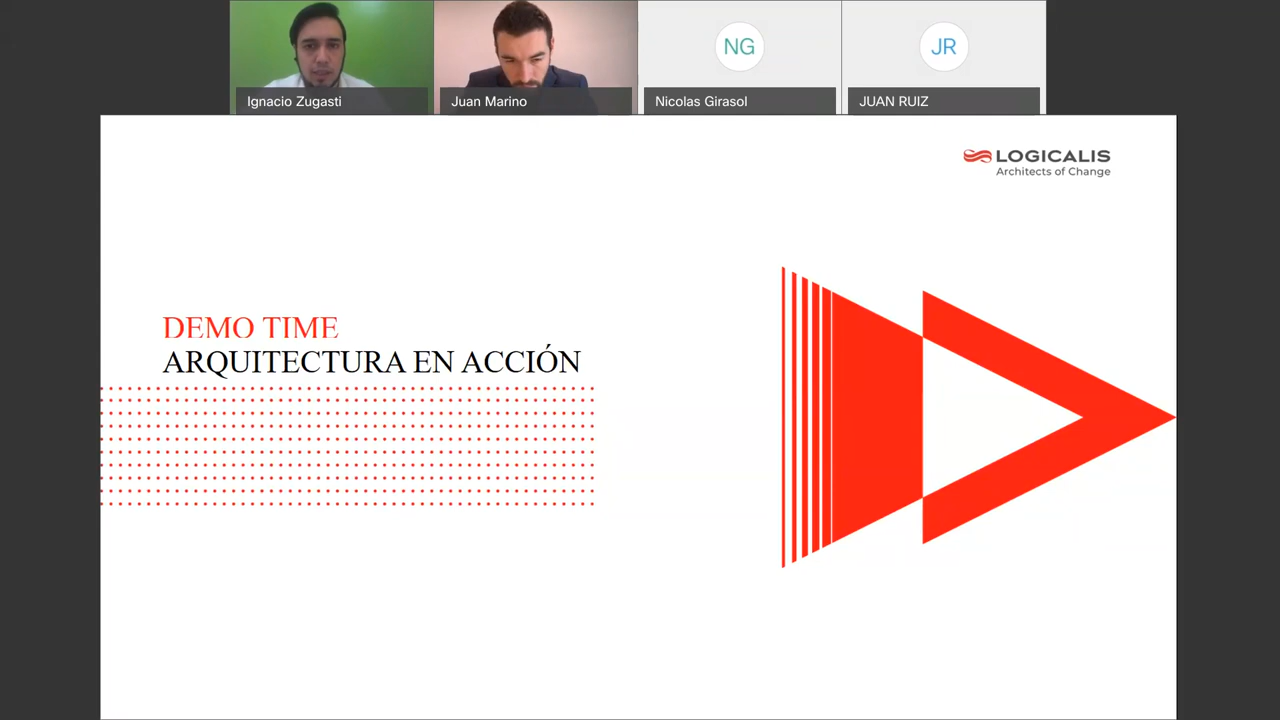 Ignacio Zugasti
Juan Marino
NG
Nicolas Girasol
JR
JUAN RUIZ
LOGICALIS
Architects of Change
DEMO TIME
ARQUITECTURA EN ACCIÓN